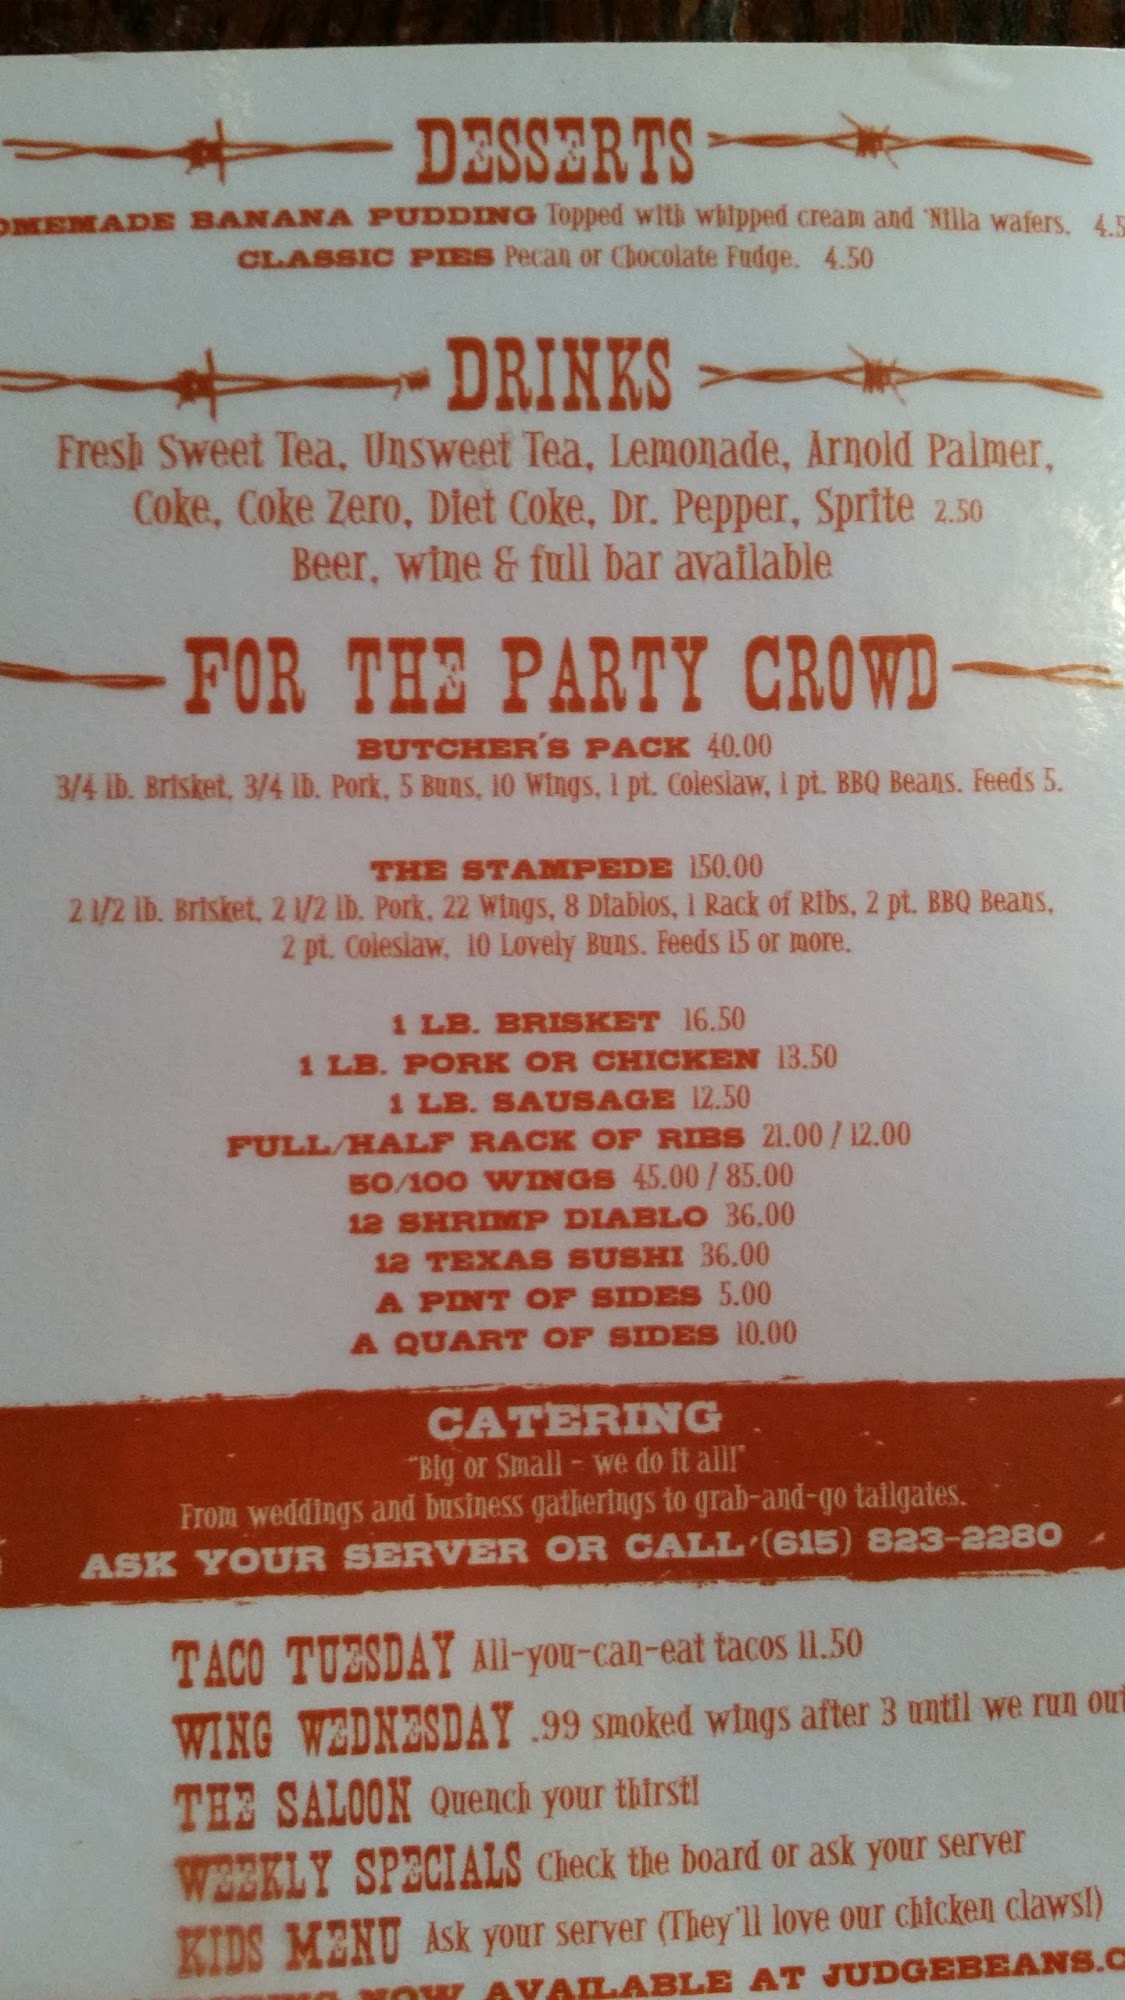 DESSERTS
OMEMADE BANANA PUDDING Topped with whipped cream and 'Nilla wafers. 4.5
CLASSIC PIES Pecan or Chocolate Fudge. 4.50
DRINKS
Fresh Sweet Tea, Unsweet Tea, Lemonade, Arnold Palmer,
Coke, Coke Zero, Diet Coke, Dr. Pepper, Sprite 2.50
Beer, wine & full bar available
FOR THE PARTY CROWD
BUTCHER'S PACK 40.00
3/4 lb. Brisket, 3/4 lb. Pork, 5 Buns, 10 Wings, 1 pt. Coleslaw, 1 pt. BBQ Beans. Feeds 5.
THE STAMPEDE 150.00
2 1/2 lb. Brisket, 2 1/2 lb. Pork, 22 Wings, 8 Diablos, 1 Rack of Ribs, 2 pt. BBQ Beans,
2 pt. Coleslaw, 10 Lovely Buns. Feeds 15 or more.
1 LB. BRISKET 16.50
1 LB. PORK OR CHICKEN 13.50
1 LB. SAUSAGE 12.50
FULL/HALF RACK OF RIBS 21.00 / 12.00
50/100 WINGS 45.00 / 85.00
12 SHRIMP DIABLO 36.00
12 TEXAS SUSHI 36.00
A PINT OF SIDES 5.00
A QUART OF SIDES 10.00
CATERING
"Big or Small - we do it all!"
From weddings and business gatherings to grab-and-go tailgates.
ASK YOUR SERVER OR CALL (615) 823-2280
TACO TUESDAY All-you-can-eat tacos 11.50
WING WEDNESDAY .99 smoked wings after 3 until we run out
THE SALOON Quench your thirst!
WEEKLY SPECIALS Check the board or ask your server
KIDS MENU Ask your server (They'll love our chicken claws!)
NOW AVAILABLE AT JUDGEBEANS.C